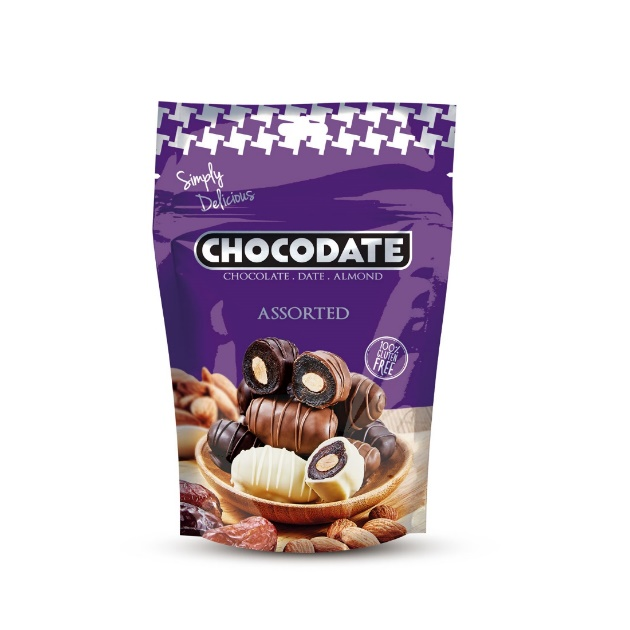 Simply
Delicious
CHOCODATE
CHOCOLATE . DATE . ALMOND
ASSORTED
100%
GLUTEN
FREE